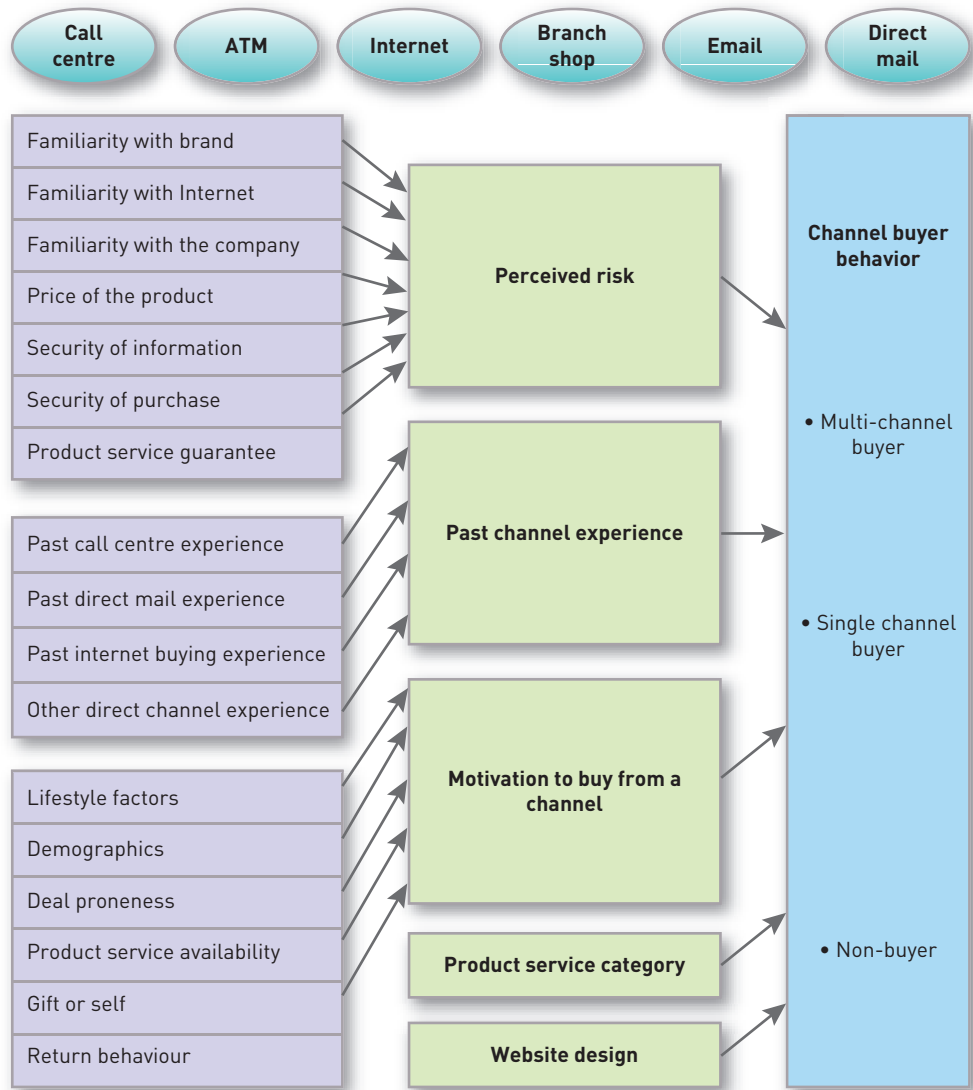 Call
centre
ATM
Internet
Branch
shop
Email
Direct
mail
Familiarity with brand
Familiarity with Internet
Familiarity with the company
Price of the product
Security of information
Security of purchase
Product service guarantee
Past call centre experience
Past direct mail experience
Past internet buying experience
Other direct channel experience
Lifestyle factors
Demographics
Deal proneness
Product service availability
Gift or self
Return behaviour
Perceived risk
Past channel experience
Motivation to buy from a
channel
Product service category
Website design
Channel buyer
behavior
• Multi-channel
buyer
• Single channel
buyer
• Non-buyer